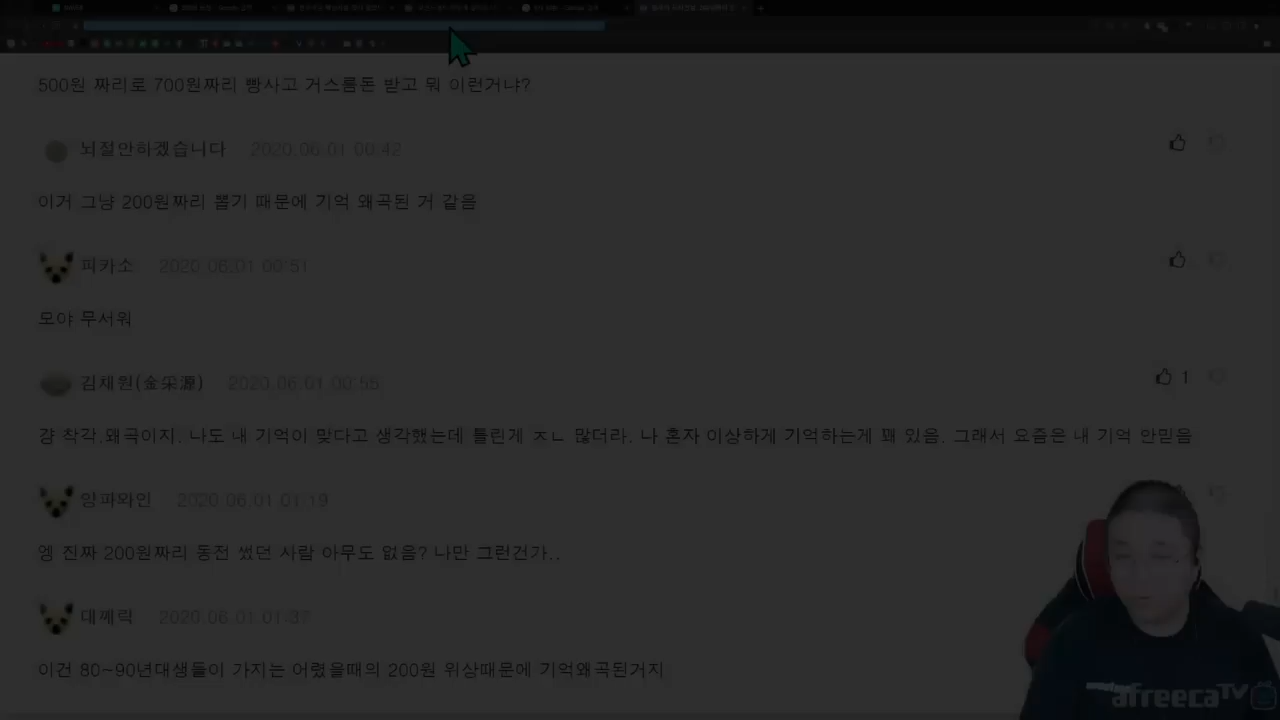 500원 짜리로 700원짜리 빵사고 거스름돈 받고 뭐 이런거냐?
뇌절안하겠습니다 2020.06.01 00:42
이거 그냥 200원짜리 뽑기 때문에 기억 왜곡된 거 같음
피카소 2020.06.01 00:51
모야 무서워
김채원(金采源) 2020.06.01 00:55
1
걍 착각.왜곡이지. 나도 내 기억이 맞다고 생각했는데 틀린게 ㅈㄴ 많더라. 나 혼자 이상하게 기억하는게 꽤 있음. 그래서 요즘은 내 기억 안믿음
양파와인 2020.06.01 01:19
엥 진짜 200원짜리 동전 썼던 사람 아무도 없음? 나만 그런건가..
대께락 2020.06.01 01:37
이건 80~90년대생들이 가지는 어렸을때의 200원 위상때문에 기억왜곡된거지
afreecaTV